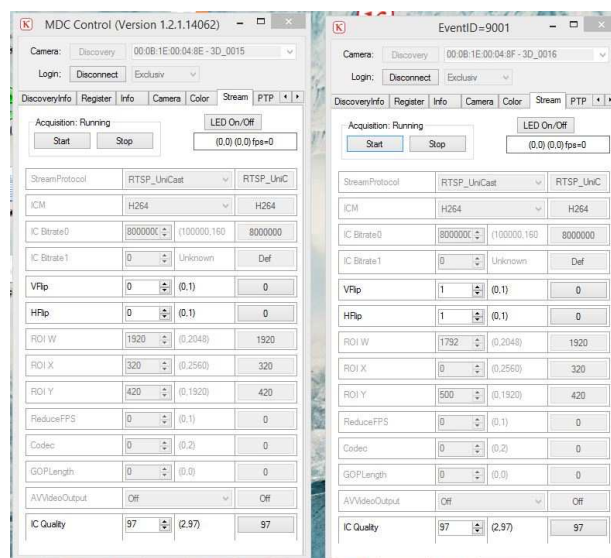 MDC Control (Version 1.2.1.14062)
Camera: Discovery 00:0B:1E:00:04:8E - 3D_0015
Login: Disconnect Exclusiv
DiscoveryInfo Register Info Camera Color Stream PTP
Acquisition: Running LED On/Off
Start Stop (0,0) (0,0) fps=0
StreamProtocol RTSP_UniCast RTSP_UniC
ICM H264 H264
IC Bitrate0 8000000 (100000,160 8000000
IC Bitrate1 0 Unknown Def
VFlip 0 (0,1) 0
HFlip 0 (0,1) 0
ROI W 1920 (0,2048) 1920
ROI X 320 (0,2560) 320
ROI Y 420 (0,1920) 420
ReduceFPS 0 (0,1) 0
Codec 0 (0,2) 0
GOPLength 0 (0,0) 0
AVVideoOutput Off Off
IC Quality 97 (2,97) 97
EventID=9001
Camera: Discovery 00:0B:1E:00:04:8F - 3D_0016
Login: Disconnect Exclusiv
DiscoveryInfo Register Info Camera Color Stream PTP
Acquisition: Running LED On/Off
Start Stop (0,0) (0,0) fps=0
StreamProtocol RTSP_UniCast RTSP_UniC
ICM H264 H264
IC Bitrate0 8000000 (100000,160 8000000
IC Bitrate1 0 Unknown Def
VFlip 1 (0,1) 0
HFlip 1 (0,1) 0
ROI W 1792 (0,2048) 1920
ROI X 0 (0,2560) 320
ROI Y 500 (0,1920) 420
ReduceFPS 0 (0,1) 0
Codec 0 (0,2) 0
GOPLength 0 (0,0) 0
AVVideoOutput Off Off
IC Quality 97 (2,97) 97